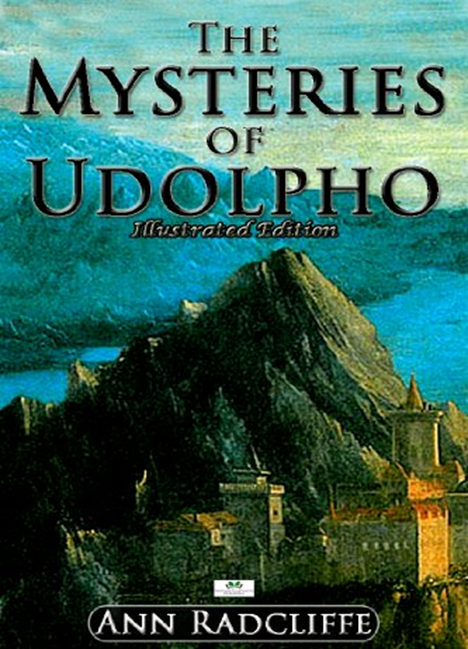 THE
MYSTERIES
OF
UDOLPHO
Illustrated Edition
ANN RADCLIFFE